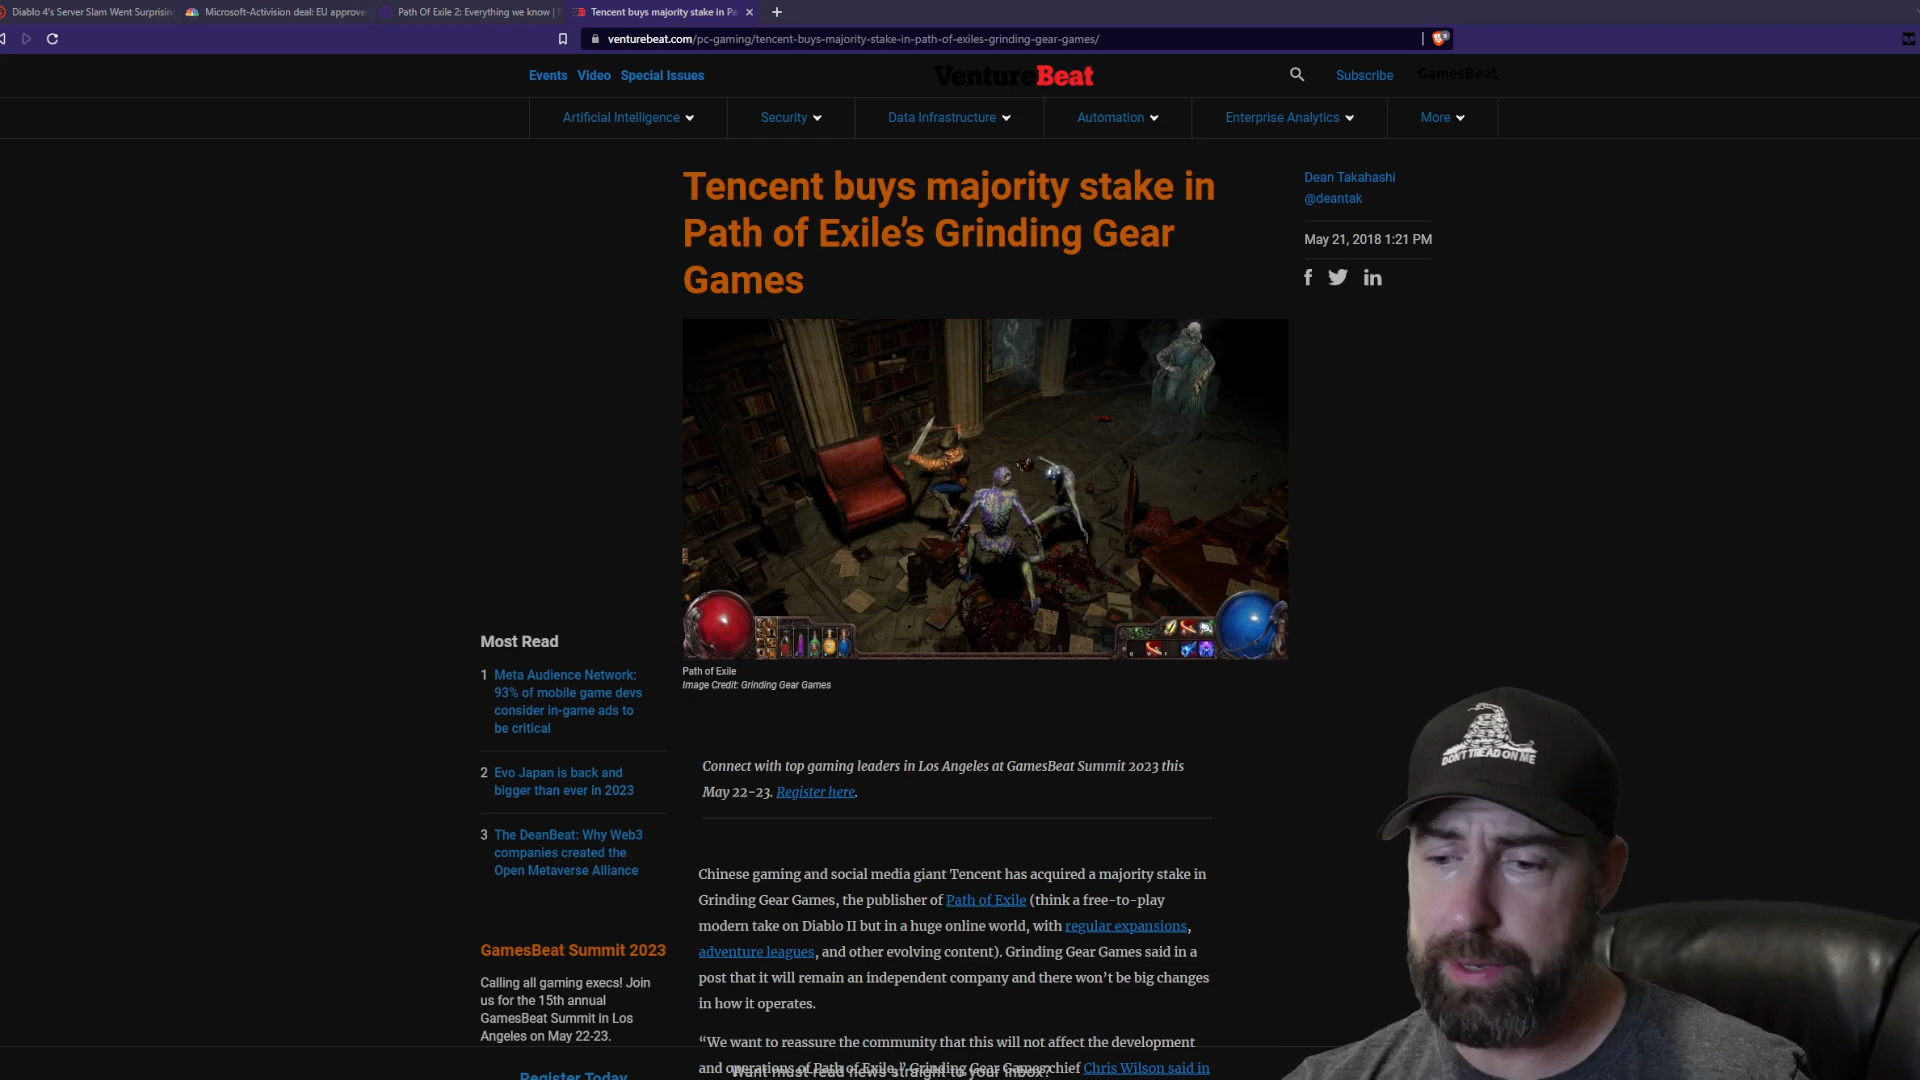 Diablo 4's Server Slam Went Surprising
Microsoft-Activision deal: EU approve
Path Of Exile 2: Everything we know |
Tencent buys majority stake in Pa
venturebeat.com/pc-gaming/tencent-buys-majority-stake-in-path-of-exiles-grinding-gear-games/
Events Video Special Issues
VentureBeat
Subscribe
GamesBeat
Artificial Intelligence
Security
Data Infrastructure
Automation
Enterprise Analytics
More
Tencent buys majority stake in
Path of Exile’s Grinding Gear
Games
Dean Takahashi
@deantak
May 21, 2018 1:21 PM
Path of Exile
Image Credit: Grinding Gear Games
Most Read
1 Meta Audience Network:
93% of mobile game devs
consider in-game ads to
be critical
2 Evo Japan is back and
bigger than ever in 2023
3 The DeanBeat: Why Web3
companies created the
Open Metaverse Alliance
GamesBeat Summit 2023
Calling all gaming execs! Join
us for the 15th annual
GamesBeat Summit in Los
Angeles on May 22-23.
Register Today
Connect with top gaming leaders in Los Angeles at GamesBeat Summit 2023 this
May 22-23. Register here.
Chinese gaming and social media giant Tencent has acquired a majority stake in
Grinding Gear Games, the publisher of Path of Exile (think a free-to-play
modern take on Diablo II but in a huge online world, with regular expansions,
adventure leagues, and other evolving content). Grinding Gear Games said in a
post that it will remain an independent company and there won’t be big changes
in how it operates.
“We want to reassure the community that this will not affect the development
and operations of Path of Exile,” Grinding Gear Games chief Chris Wilson said in
Want must read news straight to your inbox?
DON'T TREAD ON ME